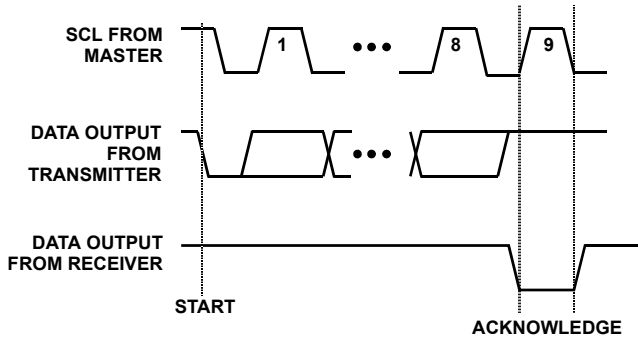 SCL FROM
MASTER
1
8
9
DATA OUTPUT
FROM
TRANSMITTER
DATA OUTPUT
FROM RECEIVER
START
ACKNOWLEDGE